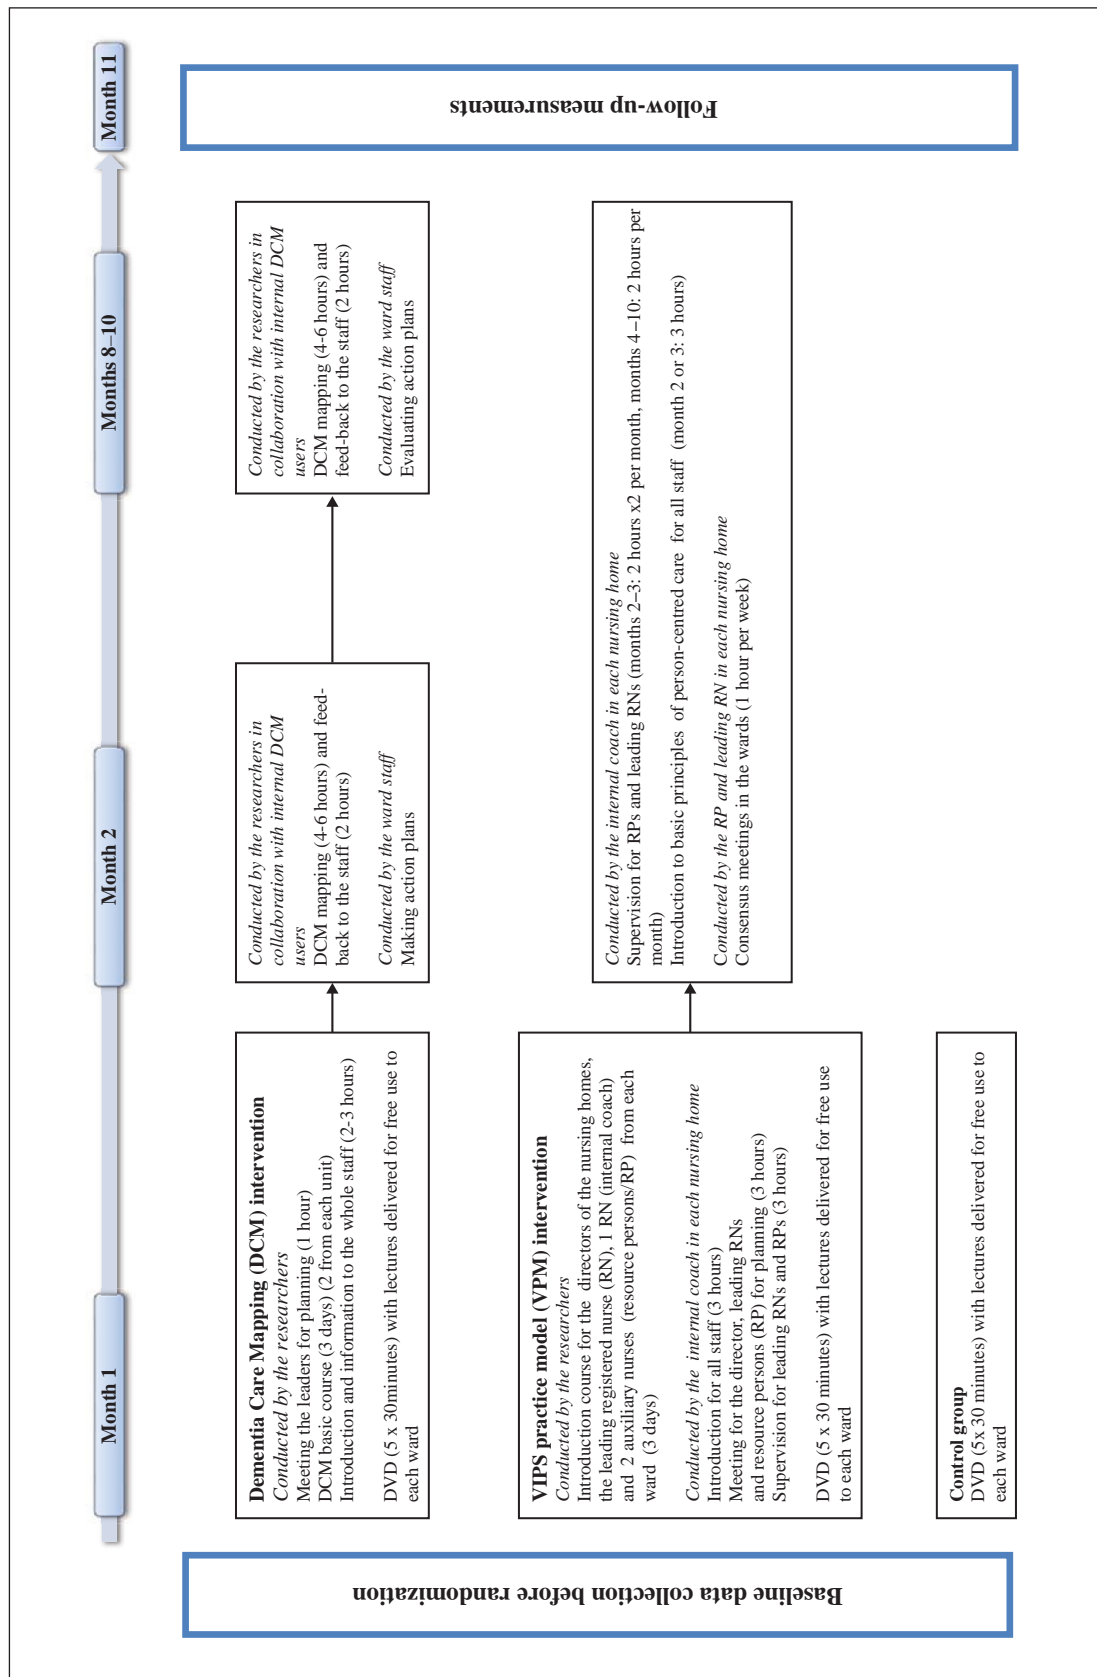 Month 1
Month 2
Months 8–10
Month 11
Baseline data collection before randomization
Dementia Care Mapping (DCM) intervention
Conducted by the researchers
Meeting the leaders for planning (1 hour)
DCM basic course (3 days) (2 from each unit)
Introduction and information to the whole staff (2-3 hours)
DVD (5 x 30minutes) with lectures delivered for free use to
each ward
Conducted by the researchers in
collaboration with internal DCM
users
DCM mapping (4-6 hours) and feed-
back to the staff (2 hours)
Conducted by the ward staff
Making action plans
Conducted by the researchers in
collaboration with internal DCM
users
DCM mapping (4-6 hours) and
feed-back to the staff (2 hours)
Conducted by the ward staff
Evaluating action plans
VIPS practice model (VPM) intervention
Conducted by the researchers
Introduction course for the directors of the nursing homes,
the leading registered nurse (RN), 1 RN (internal coach)
and 2 auxiliary nurses (resource persons/RP) from each
ward (3 days)
Conducted by the internal coach in each nursing home
Introduction for all staff (3 hours)
Meeting for the director, leading RNs
and resource persons (RP) for planning (3 hours)
Supervision for leading RNs and RPs (3 hours)
DVD (5 x 30 minutes) with lectures delivered for free use
to each ward
Conducted by the internal coach in each nursing home
Supervision for RPs and leading RNs (months 2–3: 2 hours x2 per month, months 4–10: 2 hours per
month)
Introduction to basic principles of person-centred care for all staff (month 2 or 3: 3 hours)
Conducted by the RP and leading RN in each nursing home
Consensus meetings in the wards (1 hour per week)
Control group
DVD (5x 30 minutes) with lectures delivered for free use to
each ward
Follow-up measurements